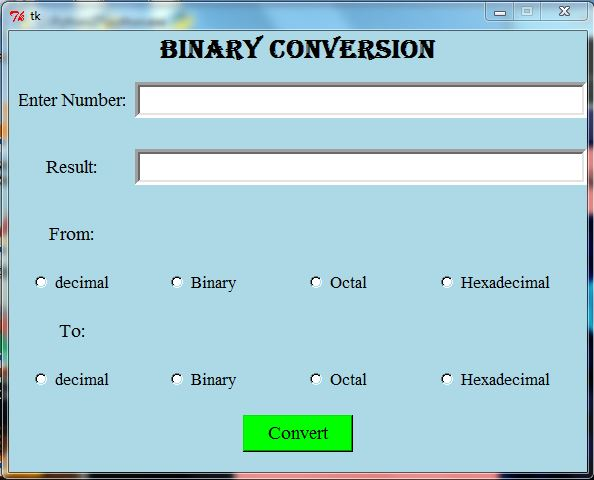 tk
BINARY CONVERSION
Enter Number:
Result:
From:
decimal Binary Octal Hexadecimal
To:
decimal Binary Octal Hexadecimal
Convert